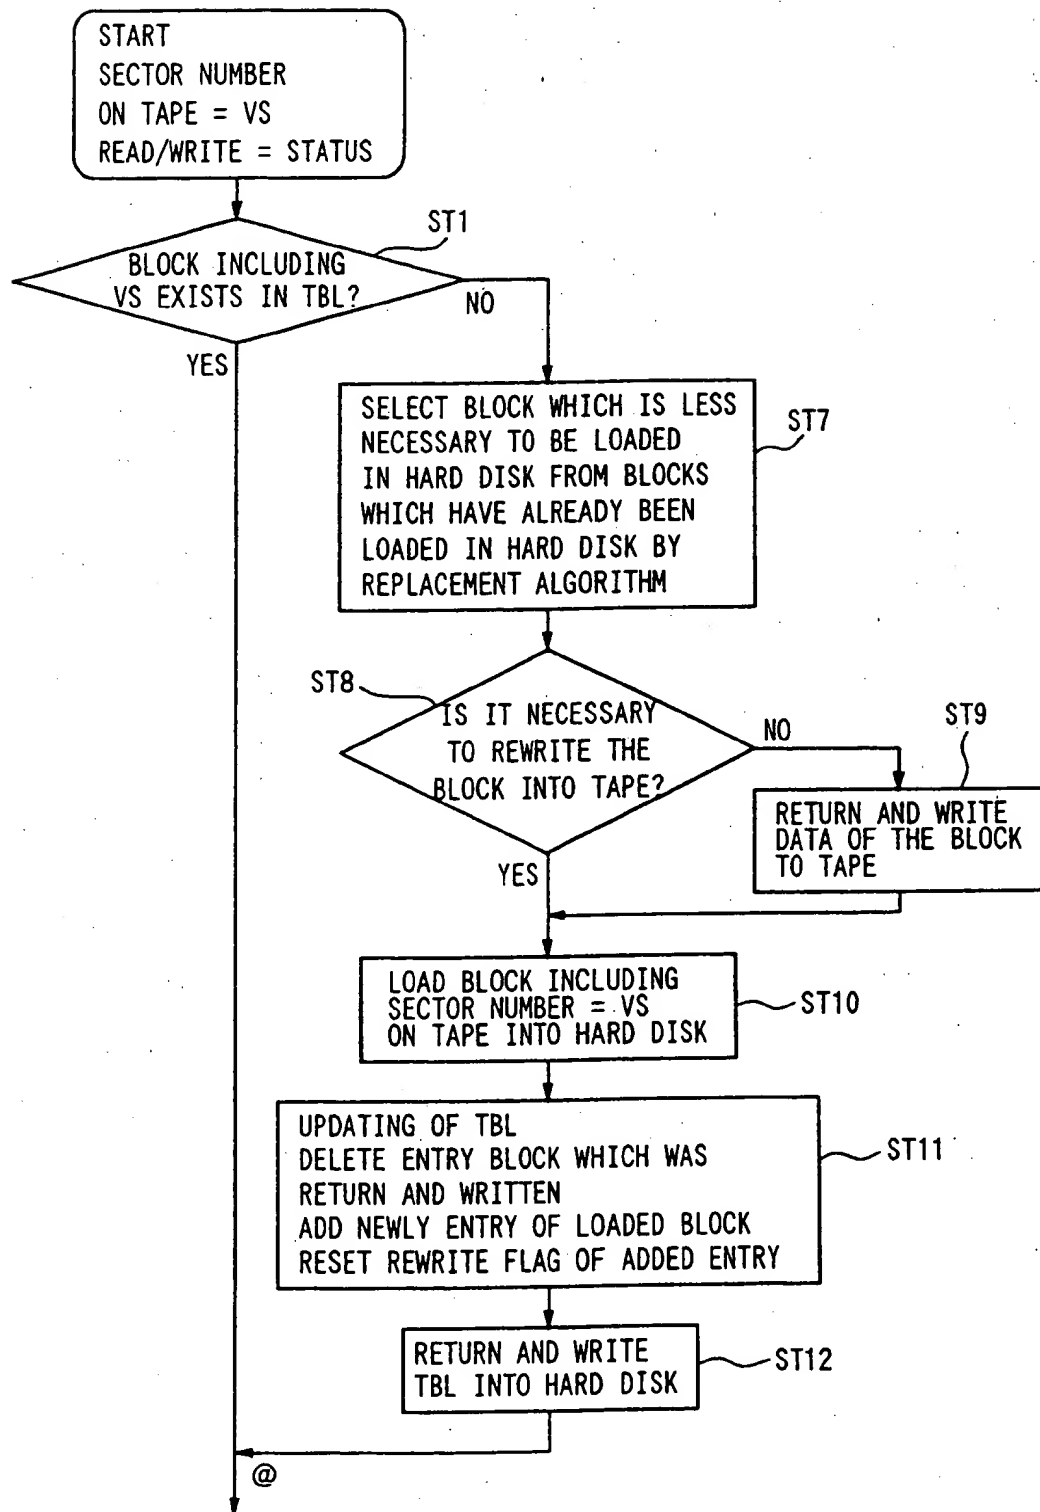 START
SECTOR NUMBER
ON TAPE = VS
READ/WRITE = STATUS
ST1
BLOCK INCLUDING
VS EXISTS IN TBL?
NO
YES
SELECT BLOCK WHICH IS LESS
NECESSARY TO BE LOADED
IN HARD DISK FROM BLOCKS
WHICH HAVE ALREADY BEEN
LOADED IN HARD DISK BY
REPLACEMENT ALGORITHM
ST7
ST8
IS IT NECESSARY
TO REWRITE THE
BLOCK INTO TAPE?
NO
ST9
RETURN AND WRITE
DATA OF THE BLOCK
TO TAPE
YES
LOAD BLOCK INCLUDING
SECTOR NUMBER = VS
ON TAPE INTO HARD DISK
ST10
UPDATING OF TBL
DELETE ENTRY BLOCK WHICH WAS
RETURN AND WRITTEN
ADD NEWLY ENTRY OF LOADED BLOCK
RESET REWRITE FLAG OF ADDED ENTRY
ST11
RETURN AND WRITE
TBL INTO HARD DISK
ST12
@